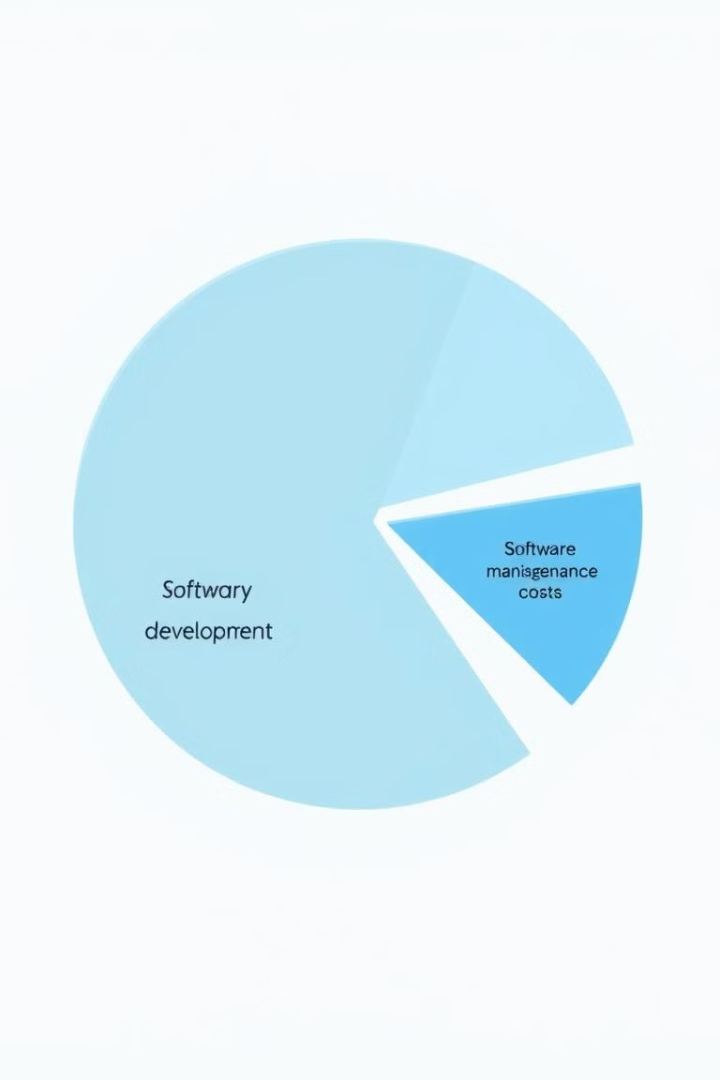 Softwary
development
Software
manisgenance
costs